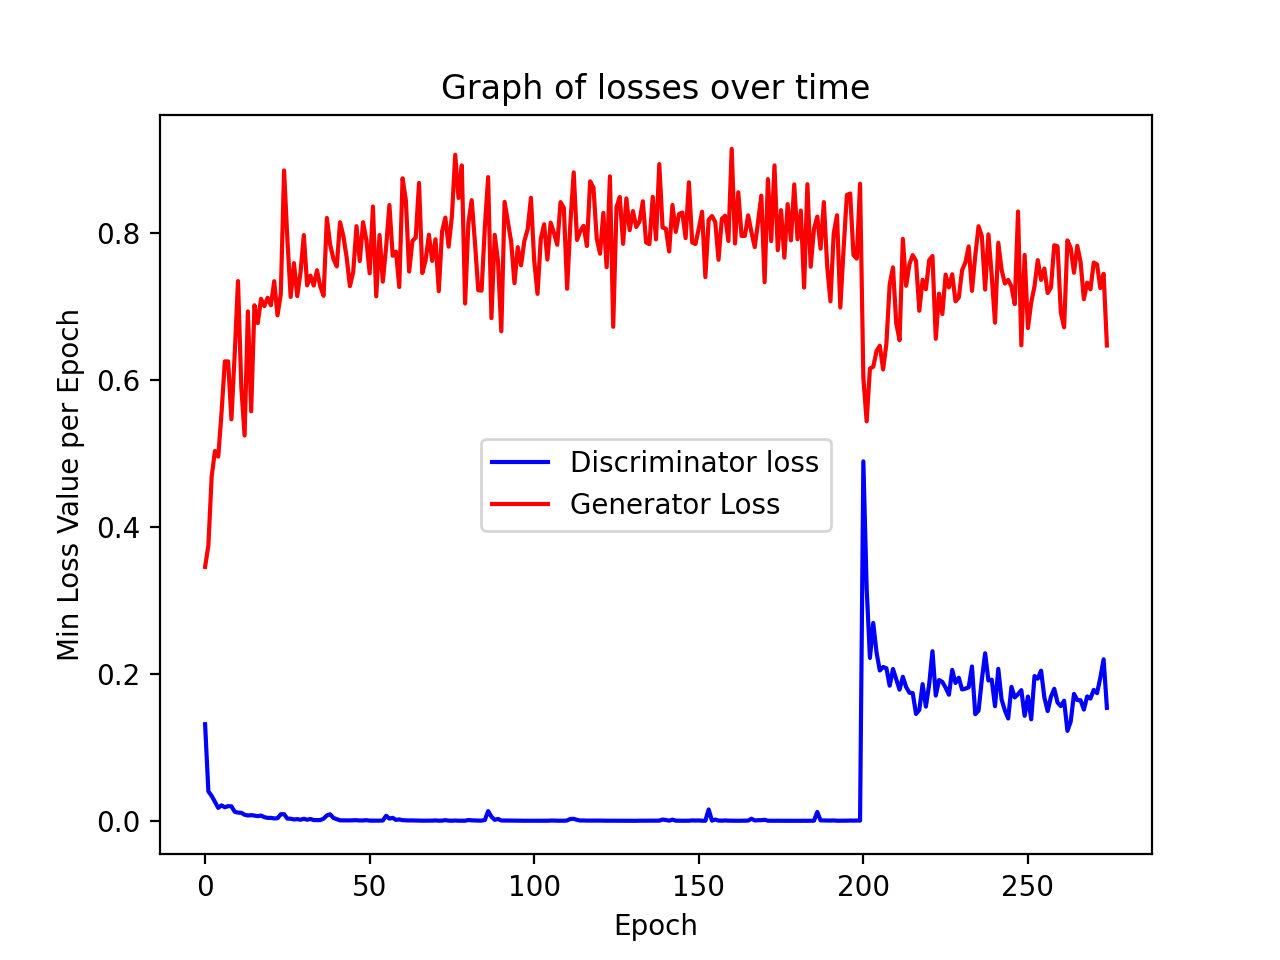 Graph of losses over time
Min Loss Value per Epoch
0.8
0.6
0.4
0.2
0.0
Discriminator loss
Generator Loss
0 50 100 150 200 250
Epoch